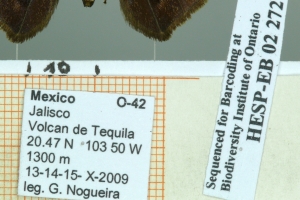 Mexico O-42
Jalisco
Volcan de Tequila
20.47 N 103 50 W
1300 m
13-14-15- X-2009
leg. G. Nogueira
Sequenced for Barcoding at
Biodiversity Institute of Ontario
HESP-EB 02 272